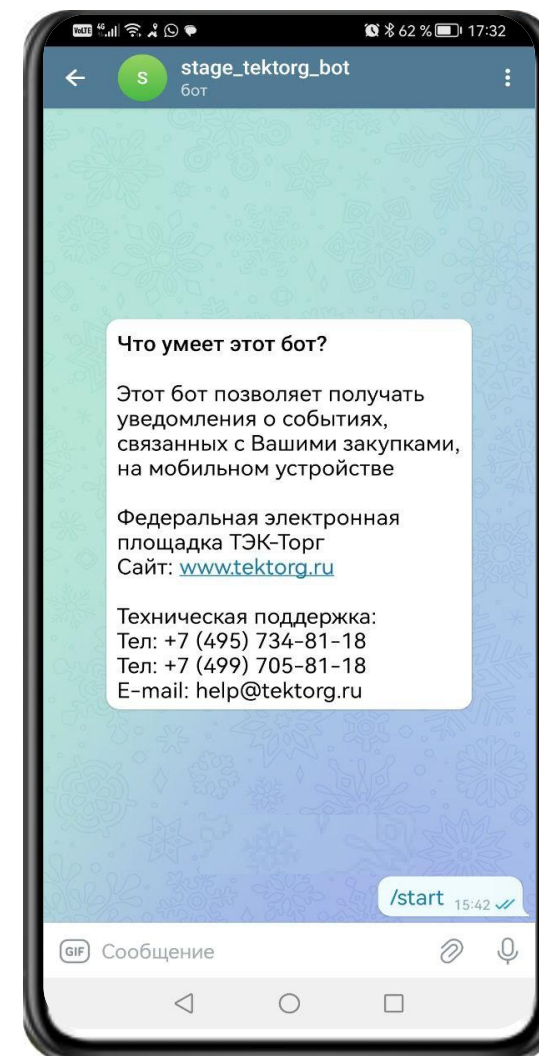 VoLTE 4G 62 % 17:32
S stage_tektorg_bot
бот
Что умеет этот бот?
Этот бот позволяет получать
уведомления о событиях,
связанных с Вашими закупками,
на мобильном устройстве
Федеральная электронная
площадка ТЭК-Торг
Сайт: www.tektorg.ru
Техническая поддержка:
Тел: +7 (495) 734-81-18
Тел: +7 (499) 705-81-18
E-mail: help@tektorg.ru
/start 15:42
GIF Сообщение